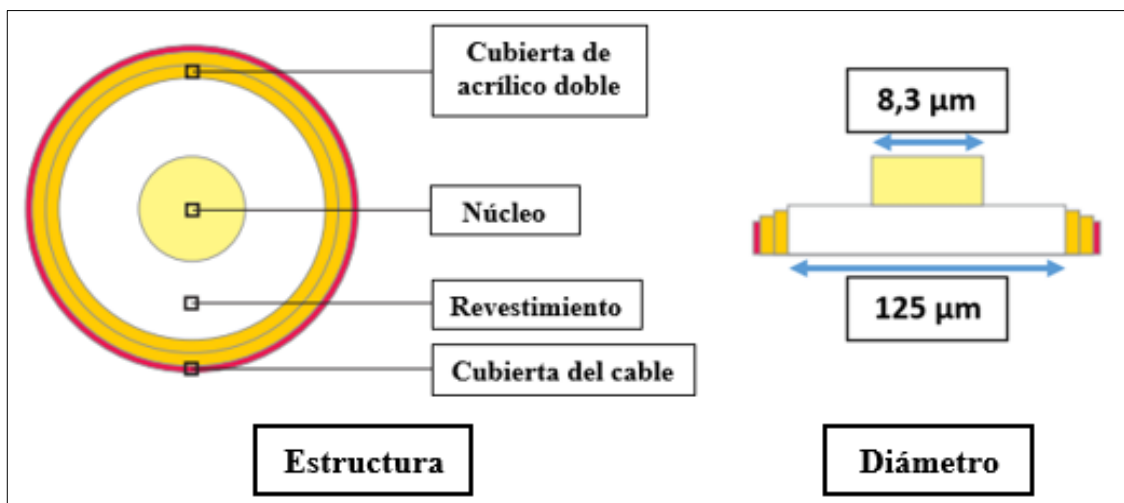 Cubierta de
acrílico doble
Núcleo
Revestimiento
Cubierta del cable
Estructura
8,3 μm
125 μm
Diámetro